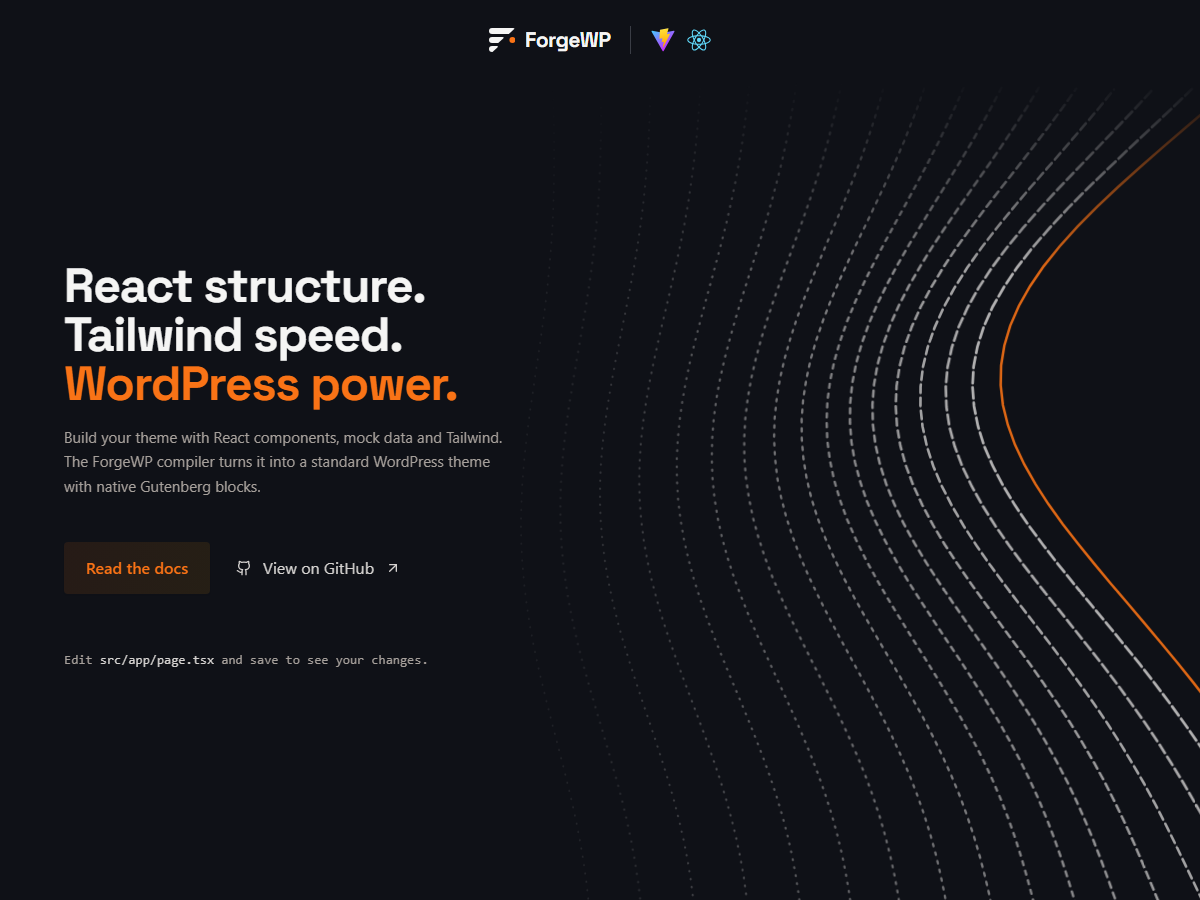 ForgeWP
React structure.
Tailwind speed.
WordPress power.
Build your theme with React components, mock data and Tailwind.
The ForgeWP compiler turns it into a standard WordPress theme
with native Gutenberg blocks.
Read the docs
View on GitHub
Edit src/app/page.tsx and save to see your changes.